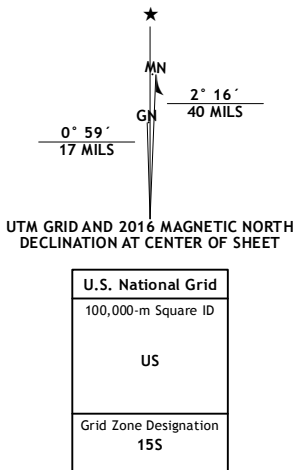 ★
MN
GN
2° 16´
40 MILS
0° 59´
17 MILS
UTM GRID AND 2016 MAGNETIC NORTH
DECLINATION AT CENTER OF SHEET
U.S. National Grid
100,000-m Square ID
US
Grid Zone Designation
15S